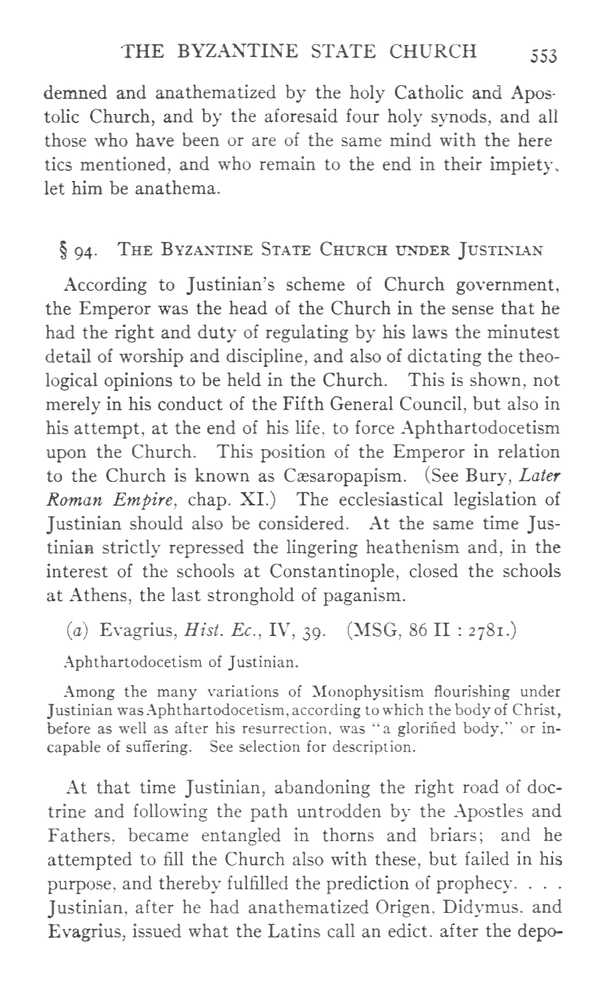 THE BYZANTINE STATE CHURCH 553
demned and anathematized by the holy Catholic and Apos-
tolic Church, and by the aforesaid four holy synods, and all
those who have been or are of the same mind with the here
tics mentioned, and who remain to the end in their impiety,
let him be anathema.
§ 94. The Byzantine State Church under Justinian
According to Justinian's scheme of Church government,
the Emperor was the head of the Church in the sense that he
had the right and duty of regulating by his laws the minutest
detail of worship and discipline, and also of dictating the theo-
logical opinions to be held in the Church. This is shown, not
merely in his conduct of the Fifth General Council, but also in
his attempt, at the end of his life, to force Aphthartodocetism
upon the Church. This position of the Emperor in relation
to the Church is known as Cæsaropapism. (See Bury, Later
Roman Empire, chap. XI.) The ecclesiastical legislation of
Justinian should also be considered. At the same time Jus-
tinian strictly repressed the lingering heathenism and, in the
interest of the schools at Constantinople, closed the schools
at Athens, the last stronghold of paganism.
(a) Evagrius, Hist. Ec., IV, 39. (MSG, 86 II : 2781.)
Aphthartodocetism of Justinian.
Among the many variations of Monophysitism flourishing under
Justinian was Aphthartodocetism, according to which the body of Christ,
before as well as after his resurrection, was "a glorified body," or in-
capable of suffering. See selection for description.
At that time Justinian, abandoning the right road of doc-
trine and following the path untrodden by the Apostles and
Fathers, became entangled in thorns and briars; and he
attempted to fill the Church also with these, but failed in his
purpose, and thereby fulfilled the prediction of prophecy. . . .
Justinian, after he had anathematized Origen, Didymus, and
Evagrius, issued what the Latins call an edict, after the depo-